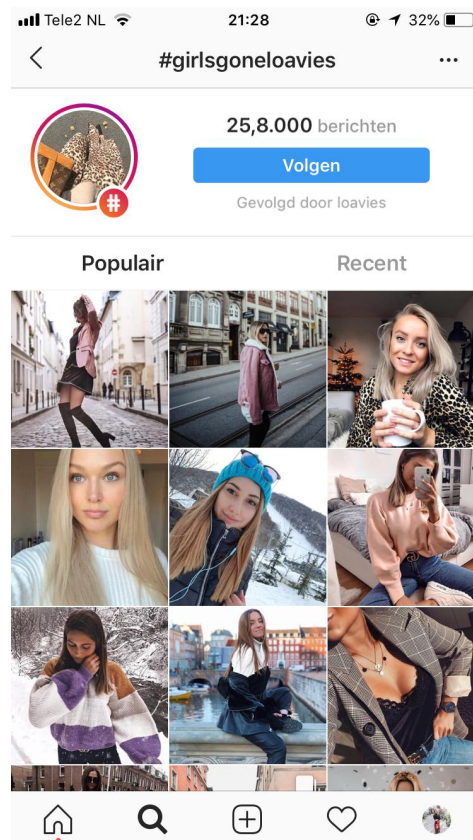 Tele2 NL 21:28 32%
#girlsgoneloavies
25,8.000 berichten
Volgen
Gevolgd door loavies
#
Populair Recent